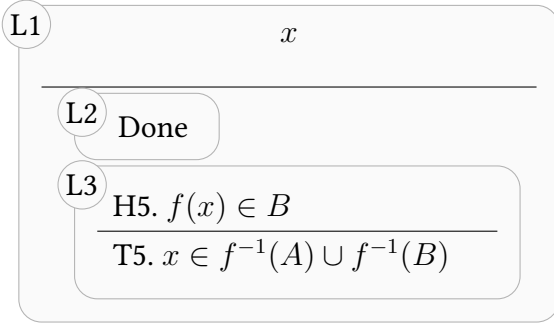 L1
x
L2
Done
L3
H5. f(x) ∈ B
T5. x ∈ f⁻¹(A) ∪ f⁻¹(B)